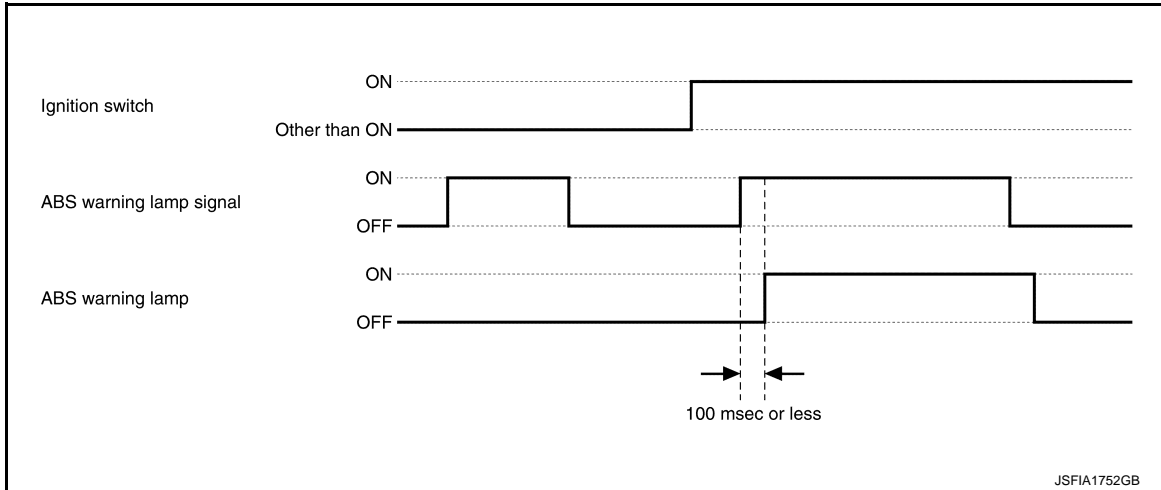 ON
Ignition switch
Other than ON
ON
ABS warning lamp signal
OFF
ON
ABS warning lamp
OFF
100 msec or less
JSFIA1752GB